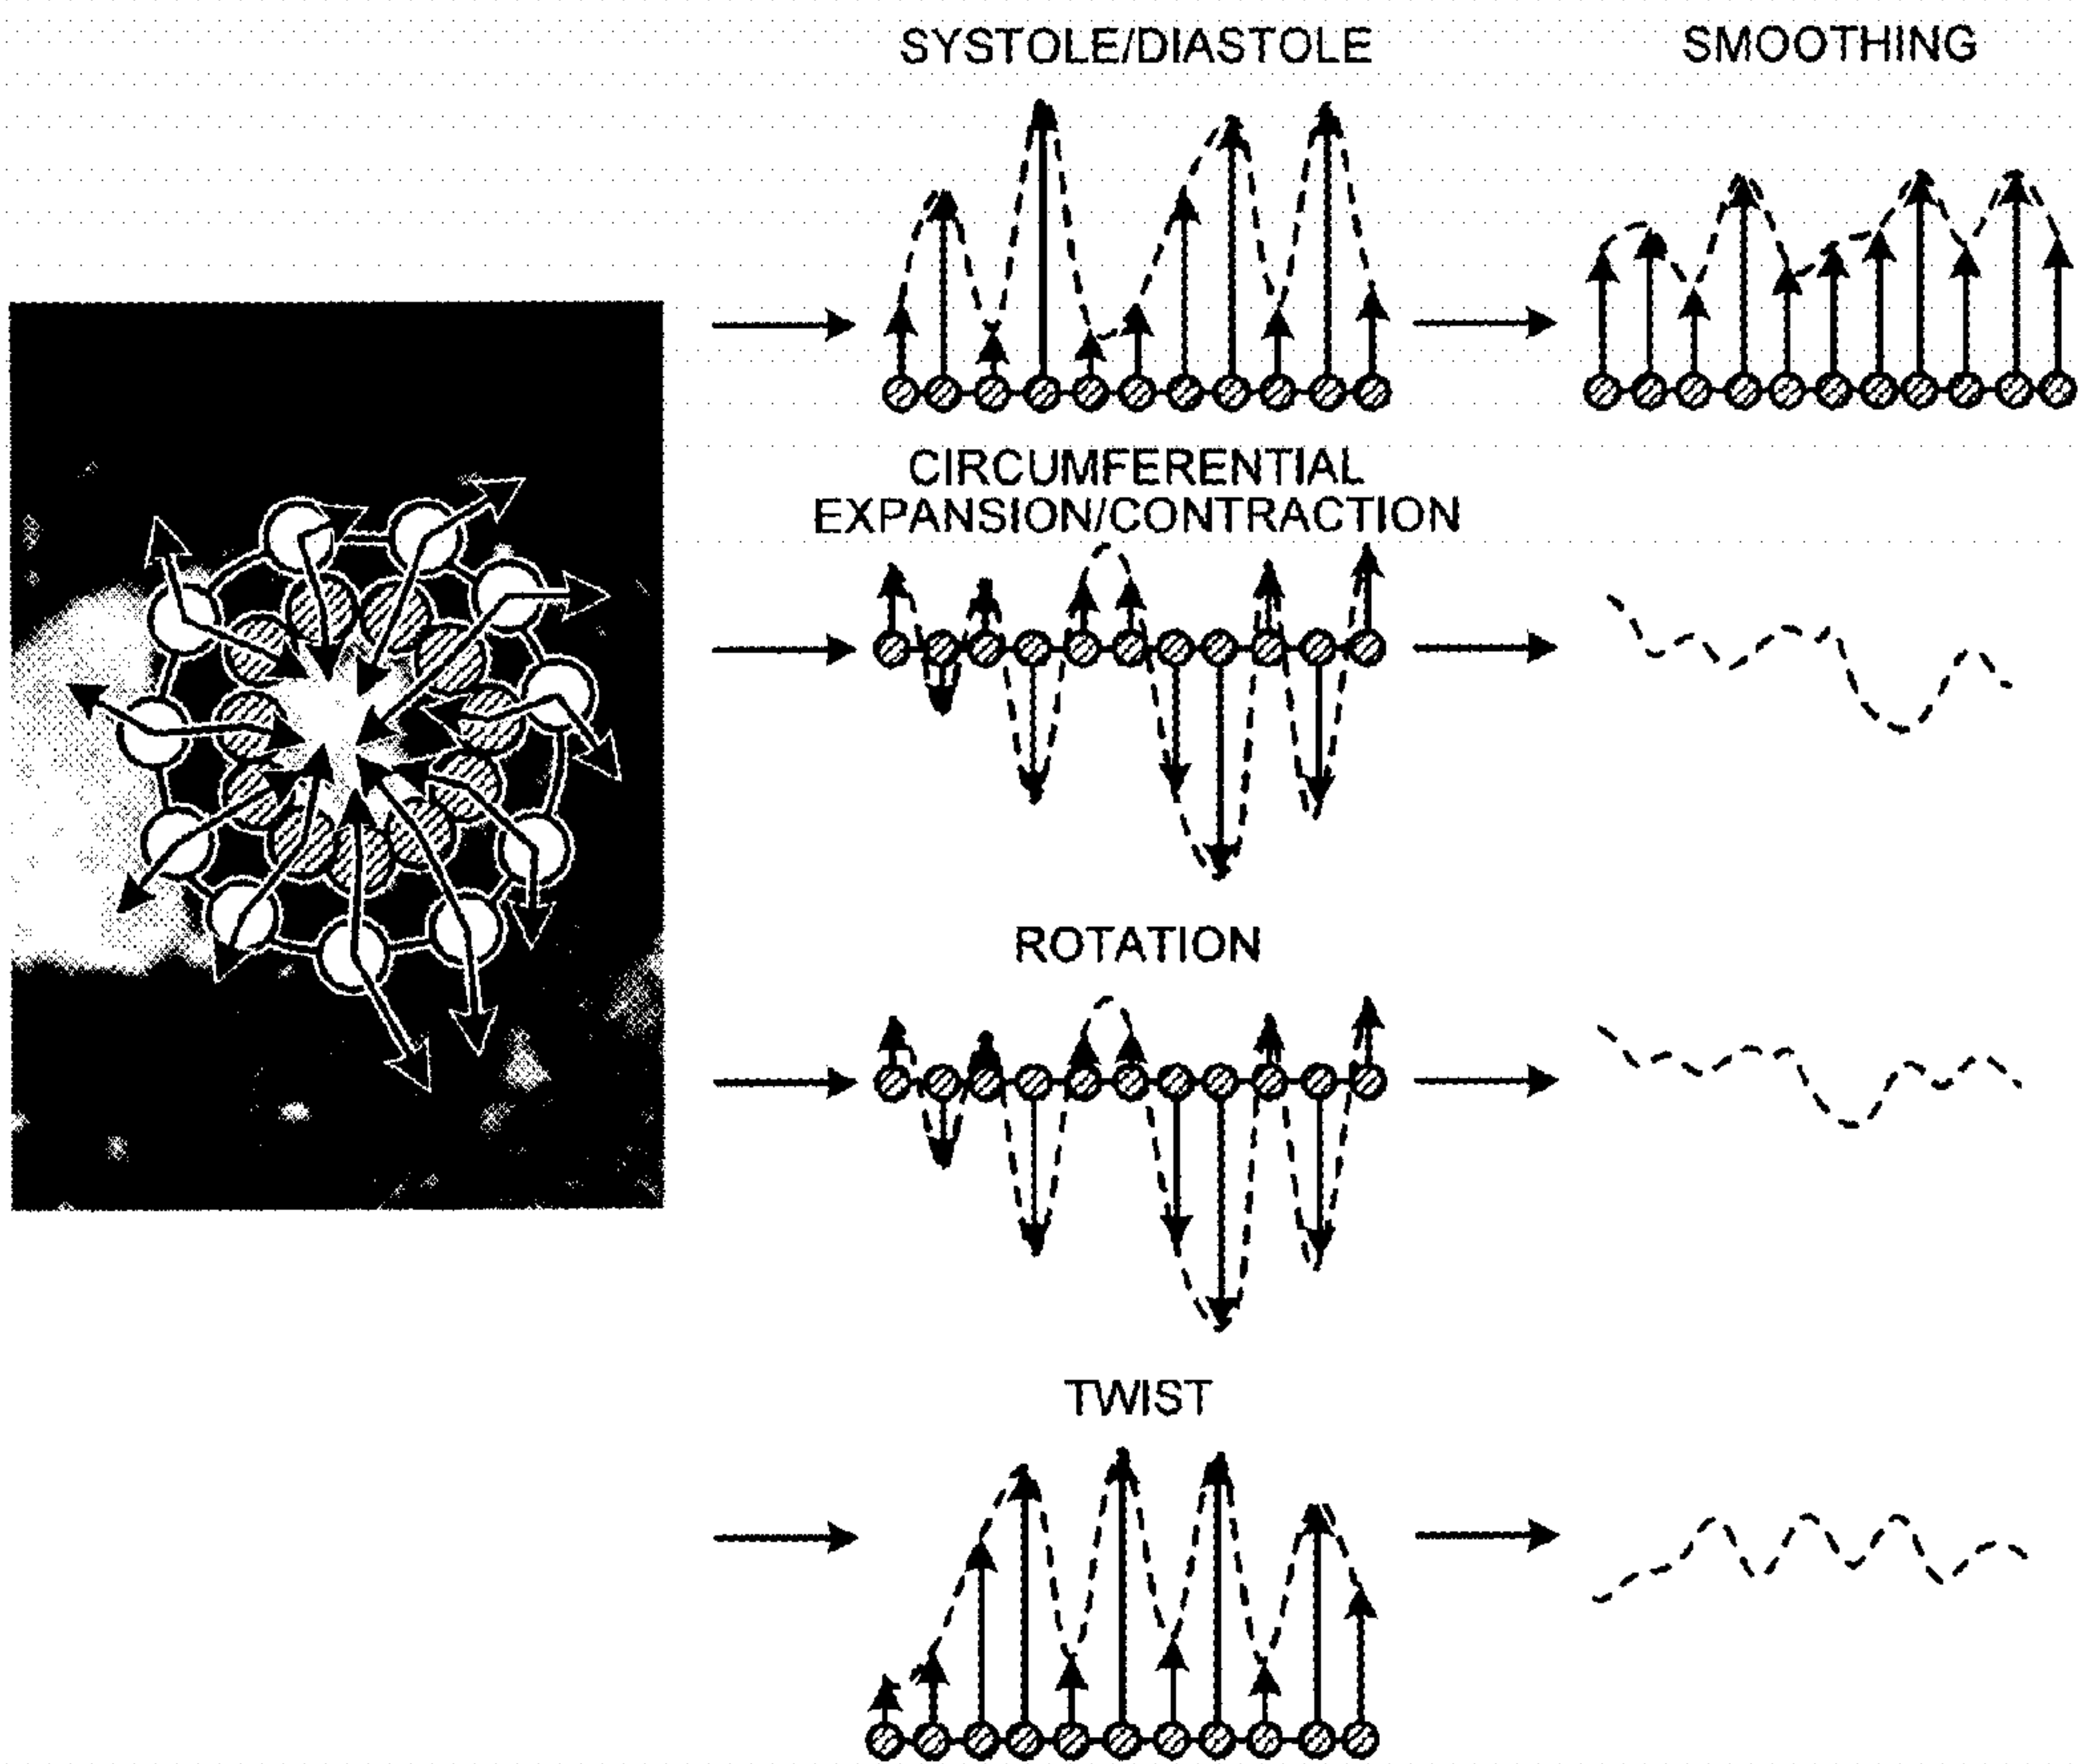 SYSTOLE/DIASTOLE
SMOOTHING
CIRCUMFERENTIAL
EXPANSION/CONTRACTION
ROTATION
TWIST